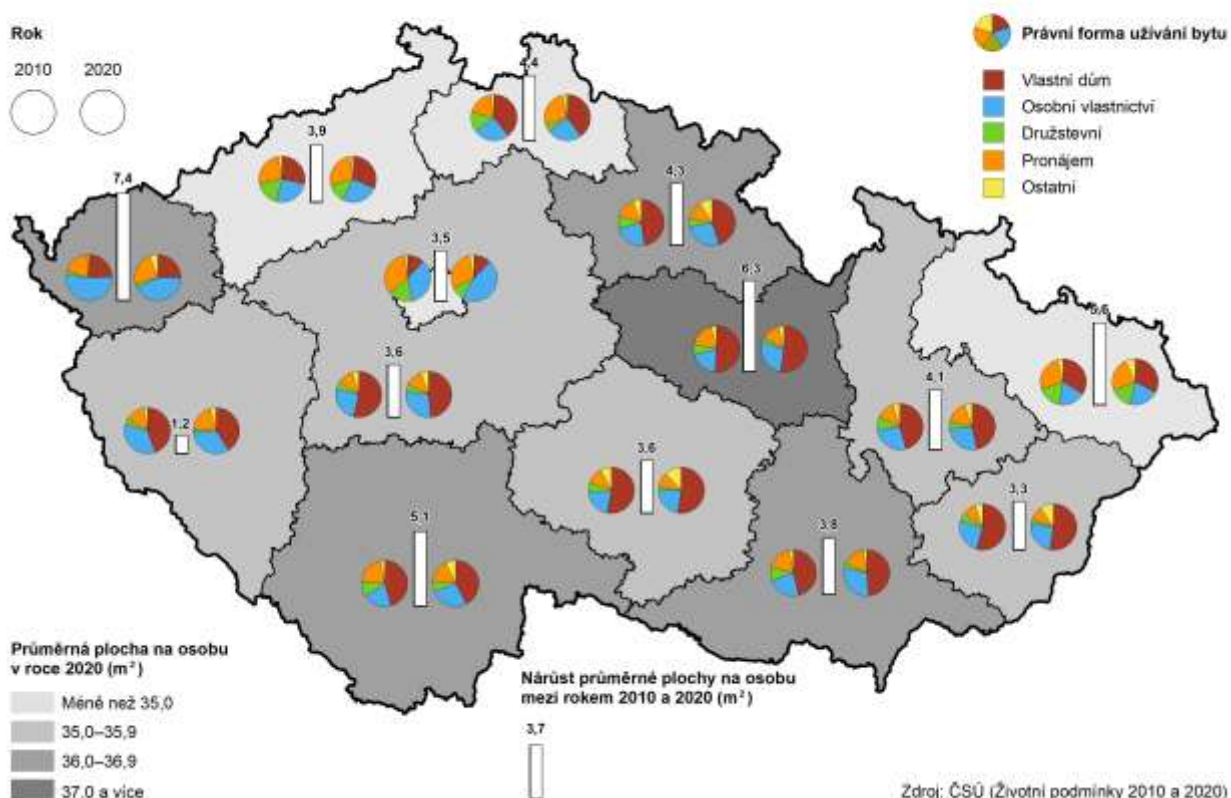 Rok
2010 2020
Právní forma užívání bytu
Vlastní dům
Osobní vlastnictví
Družstevní
Pronájem
Ostatní
4,4
3,9
7,4
4,3
3,5
6,3
5,6
3,6
4,1
1,2
3,6
3,3
5,1
3,8
Průměrná plocha na osobu
v roce 2020 (m²)
Méně než 35,0
35,0–35,9
36,0–36,9
37,0 a více
Nárůst průměrné plochy na osobu
mezi rokem 2010 a 2020 (m²)
3,7
Zdroj: ČSÚ (Životní podmínky 2010 a 2020)